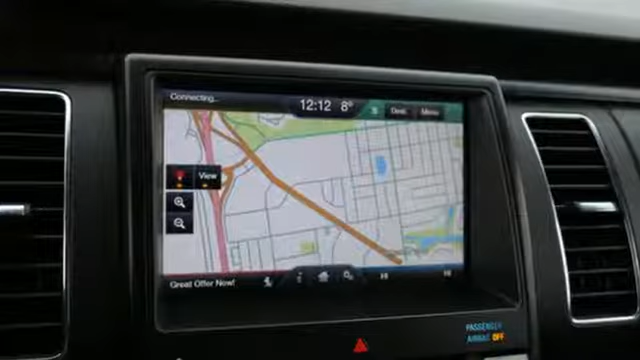 Connecting...
12:12 8°
Dest Menu
View
Great Offer Now!
PASSENGER
AIRBAG OFF